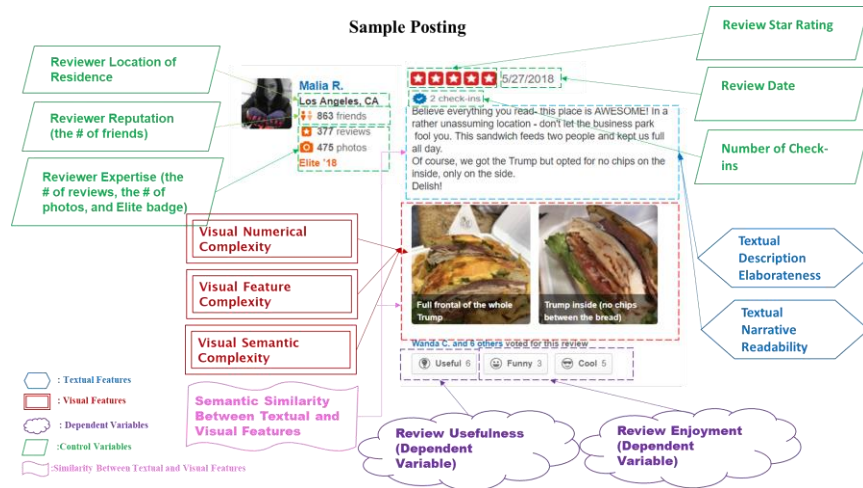 Sample Posting
Reviewer Location of
Residence
Reviewer Reputation
(the # of friends)
Reviewer Expertise (the
# of reviews, the # of
photos, and Elite badge)
Malia R.
Los Angeles, CA
863 friends
377 reviews
475 photos
Elite '18
5/27/2018
2 check-ins
Believe everything you read- this place is AWESOME! In a
rather unassuming location - don't let the business park
fool you. This sandwich feeds two people and kept us full
all day.
Of course, we got the Trump but opted for no chips on the
inside, only on the side.
Delish!
Full frontal of the whole
Trump
Trump inside (no chips
between the bread)
Wanda C. and 6 others voted for this review
Useful 6
Funny 3
Cool 5
Review Star Rating
Review Date
Number of Check-
ins
Textual
Description
Elaborateness
Textual
Narrative
Readability
Visual Numerical
Complexity
Visual Feature
Complexity
Visual Semantic
Complexity
Semantic Similarity
Between Textual and
Visual Features
Review Usefulness
(Dependent
Variable)
Review Enjoyment
(Dependent
Variable)
: Textual Features
: Visual Features
: Dependent Variables
:Control Variables
:Similarity Between Textual and Visual Features